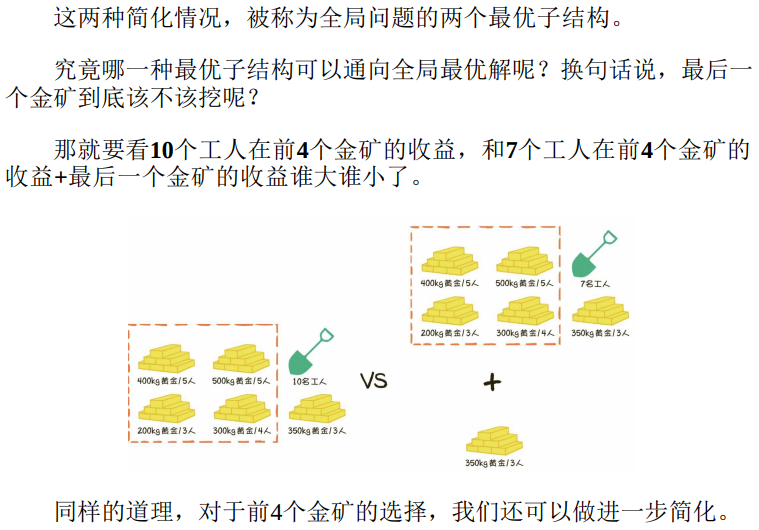 这两种简化情况，被称为全局问题的两个最优子结构。
究竟哪一种最优子结构可以通向全局最优解呢？换句话说，最后一
个金矿到底该不该挖呢？
那就要看10个工人在前4个金矿的收益，和7个工人在前4个金矿的
收益+最后一个金矿的收益谁大谁小了。
400kg黄金/5人
500kg黄金/5人
7名工人
200kg黄金/3人
300kg黄金/4人
350kg黄金/3人
400kg黄金/5人
500kg黄金/5人
10名工人
VS
+
200kg黄金/3人
300kg黄金/4人
350kg黄金/3人
350kg黄金/3人
同样的道理，对于前4个金矿的选择，我们还可以做进一步简化。